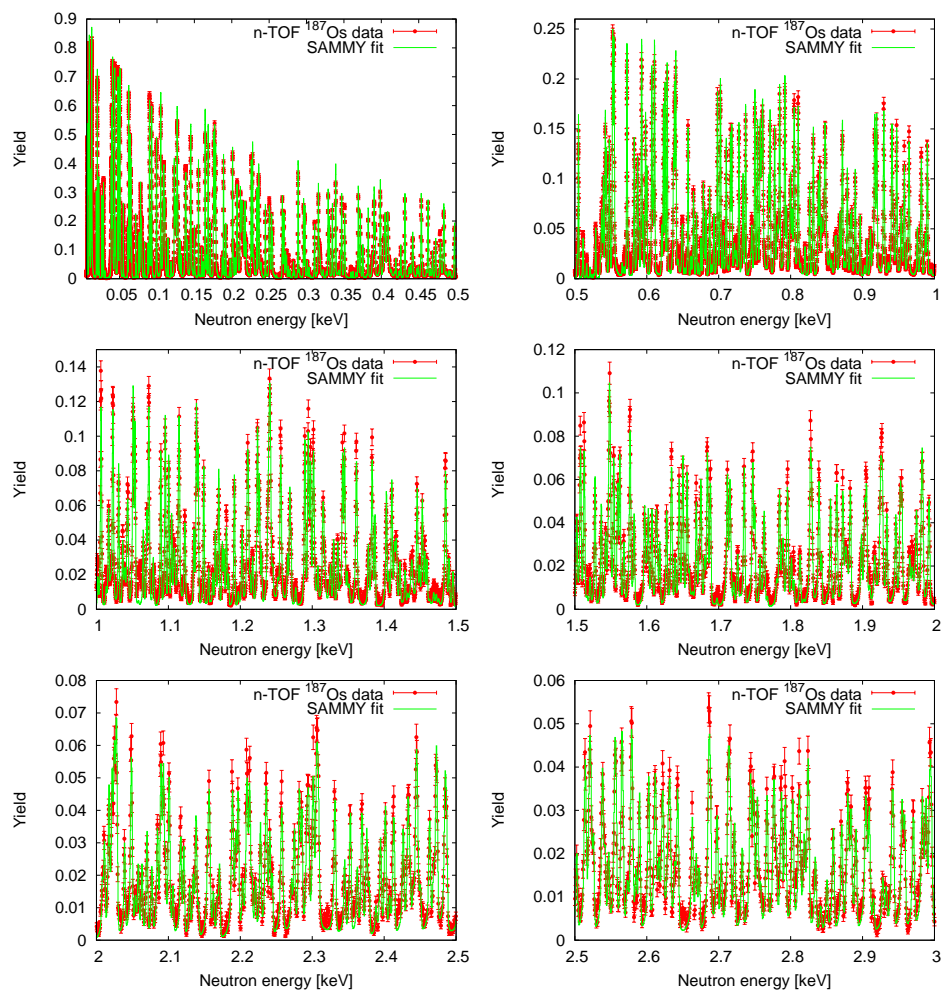 n-TOF ¹⁸⁷Os data
SAMMY fit
Yield
0.9
0.8
0.7
0.6
0.5
0.4
0.3
0.2
0.1
0
0.05 0.1 0.15 0.2 0.25 0.3 0.35 0.4 0.45 0.5
Neutron energy [keV]
n-TOF ¹⁸⁷Os data
SAMMY fit
Yield
0.25
0.2
0.15
0.1
0.05
0
0.5 0.6 0.7 0.8 0.9 1
Neutron energy [keV]
n-TOF ¹⁸⁷Os data
SAMMY fit
Yield
0.14
0.12
0.1
0.08
0.06
0.04
0.02
0
1 1.1 1.2 1.3 1.4 1.5
Neutron energy [keV]
n-TOF ¹⁸⁷Os data
SAMMY fit
Yield
0.12
0.1
0.08
0.06
0.04
0.02
0
1.5 1.6 1.7 1.8 1.9 2
Neutron energy [keV]
n-TOF ¹⁸⁷Os data
SAMMY fit
Yield
0.08
0.07
0.06
0.05
0.04
0.03
0.02
0.01
0
2 2.1 2.2 2.3 2.4 2.5
Neutron energy [keV]
n-TOF ¹⁸⁷Os data
SAMMY fit
Yield
0.06
0.05
0.04
0.03
0.02
0.01
0
2.5 2.6 2.7 2.8 2.9 3
Neutron energy [keV]